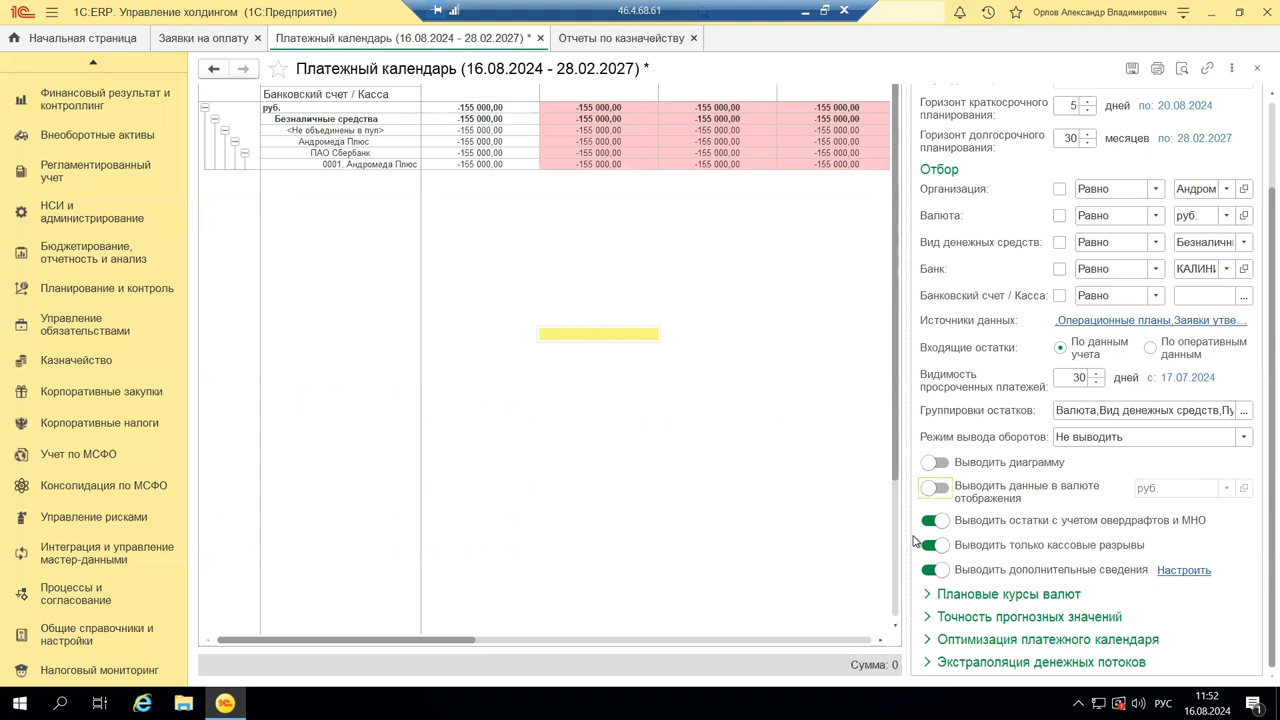 1С:ERP. Управление холдингом (1С:Предприятие)
46.4.68.61
Орлов Александр Владимирович
Начальная страница
Заявки на оплату
Платежный календарь (16.08.2024 - 28.02.2027) *
Отчеты по казначейству
Финансовый результат и
контроллинг
Внеоборотные активы
Регламентированный
учет
НСИ и
администрирование
Бюджетирование,
отчетность и анализ
Планирование и контроль
Управление
обязательствами
Казначейство
Корпоративные закупки
Корпоративные налоги
Учет по МСФО
Консолидация по МСФО
Управление рисками
Интеграция и управление
мастер-данными
Процессы и
согласование
Общие справочники и
настройки
Налоговый мониторинг
Платежный календарь (16.08.2024 - 28.02.2027) *
Банковский счет / Касса
руб. -155 000,00 -155 000,00 -155 000,00 -155 000,00
Безналичные средства -155 000,00 -155 000,00 -155 000,00 -155 000,00
<Не объединены в пул> -155 000,00 -155 000,00 -155 000,00 -155 000,00
Андромеда Плюс -155 000,00 -155 000,00 -155 000,00 -155 000,00
ПАО Сбербанк -155 000,00 -155 000,00 -155 000,00 -155 000,00
0001, Андромеда Плюс -155 000,00 -155 000,00 -155 000,00 -155 000,00
Сумма: 0
Горизонт краткосрочного
планирования: 5 дней по: 20.08.2024
Горизонт долгосрочного
планирования: 30 месяцев по: 28.02.2027
Отбор
Организация: Равно Андром
Валюта: Равно руб.
Вид денежных средств: Равно Безналичн
Банк: Равно КАЛИНИ
Банковский счет / Касса: Равно ...
Источники данных: ,Операционные планы,Заявки утве...
Входящие остатки: По данным
учета
По оперативным
данным
Видимость
просроченных платежей: 30 дней с: 17.07.2024
Группировки остатков: Валюта,Вид денежных средств,Пу ...
Режим вывода оборотов: Не выводить
Выводить диаграмму
Выводить данные в валюте
отображения руб.
Выводить остатки с учетом овердрафтов и МНО
Выводить только кассовые разрывы
Выводить дополнительные сведения Настроить
Плановые курсы валют
Точность прогнозных значений
Оптимизация платежного календаря
Экстраполяция денежных потоков
РУС
11:52
16.08.2024
1